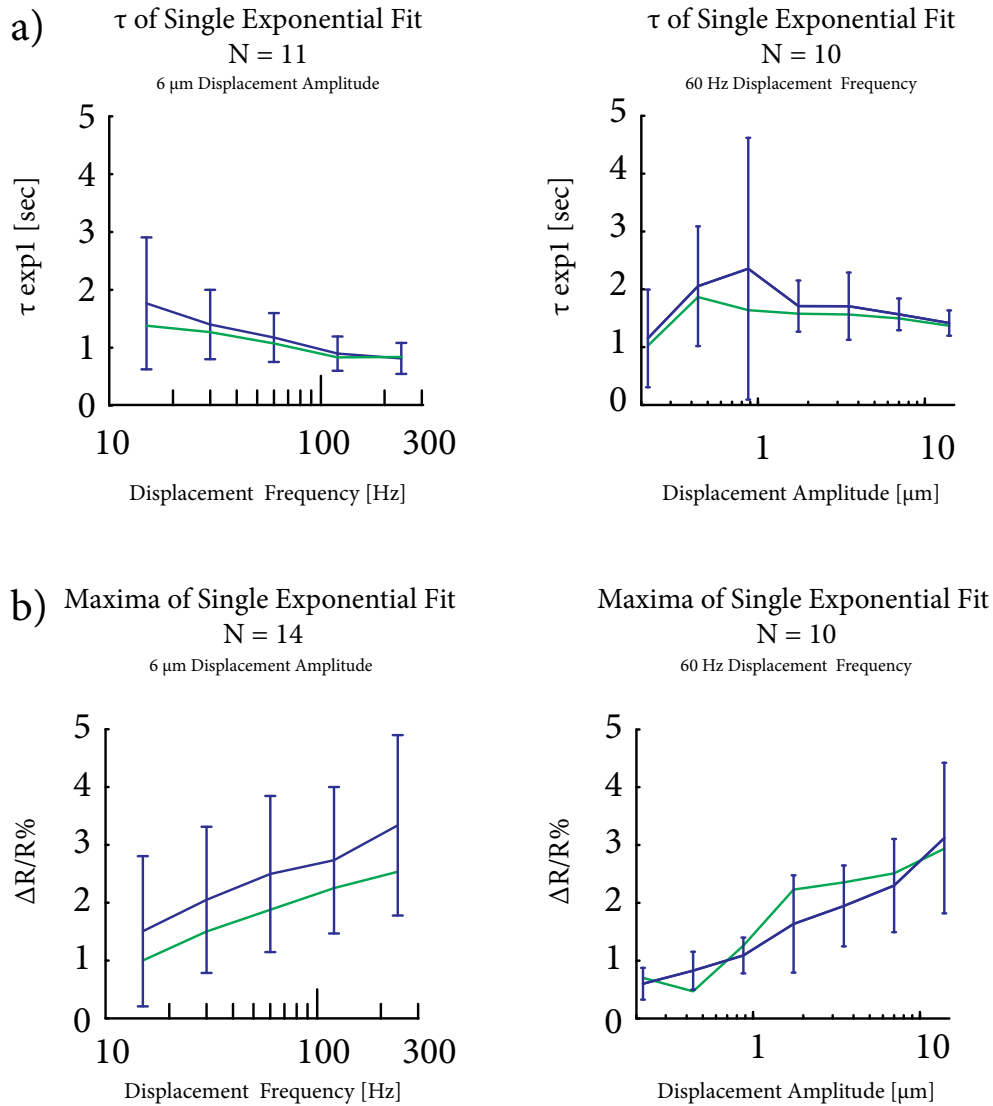 a)
τ of Single Exponential Fit
N = 11
6 µm Displacement Amplitude
τ exp1 [sec]
5
4
3
2
1
0
10
100
300
Displacement Frequency [Hz]
τ of Single Exponential Fit
N = 10
60 Hz Displacement Frequency
τ exp1 [sec]
5
4
3
2
1
0
1
10
Displacement Amplitude [µm]
b)
Maxima of Single Exponential Fit
N = 14
6 µm Displacement Amplitude
ΔR/R%
5
4
3
2
1
0
10
100
300
Displacement Frequency [Hz]
Maxima of Single Exponential Fit
N = 10
60 Hz Displacement Frequency
ΔR/R%
5
4
3
2
1
0
1
10
Displacement Amplitude [µm]